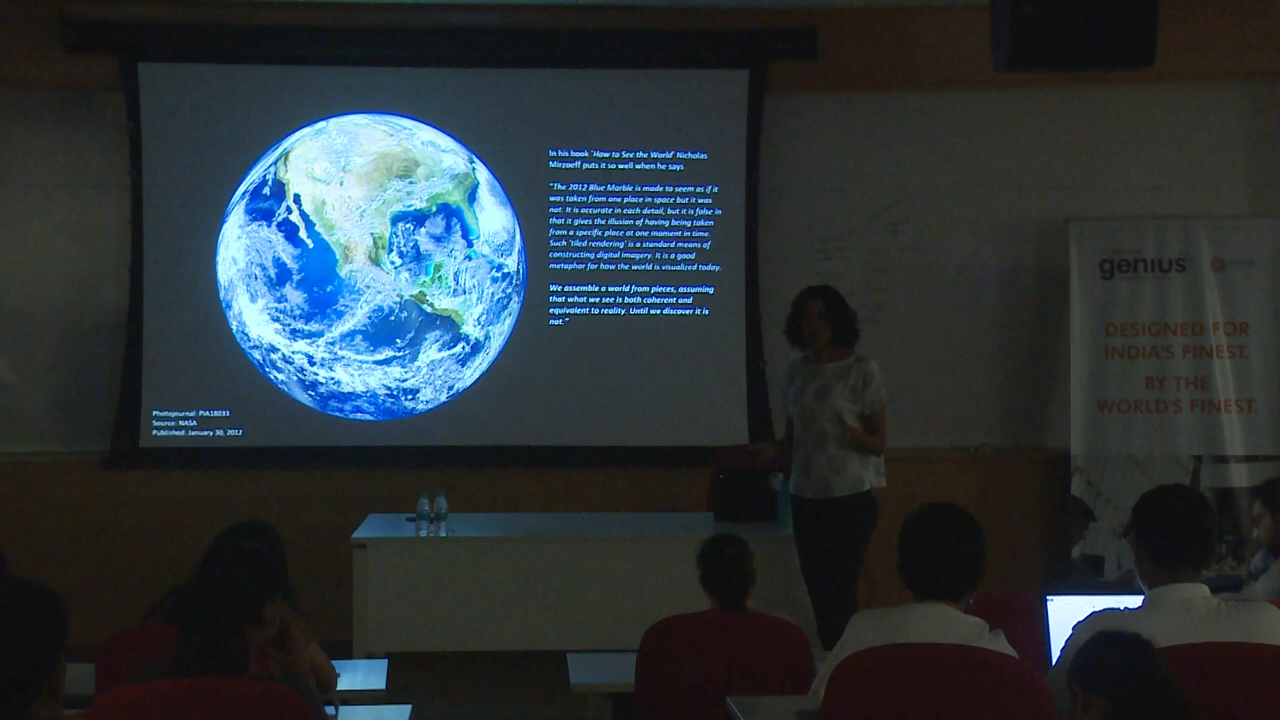 In his book 'How to See the World' Nicholas
Mirzoeff puts it so well when he says
"The 2012 Blue Marble is made to seem as if it
was taken from one place in space but it was
not. It is accurate in each detail, but it is false in
that it gives the illusion of having being taken
from a specific place at one moment in time.
Such 'tiled rendering' is a standard means of
constructing digital imagery. It is a good
metaphor for how the world is visualized today.
We assemble a world from pieces, assuming
that what we see is both coherent and
equivalent to reality. Until we discover it is
not."
Photojournal: PIA18033
Source: NASA
Published: January 30, 2012
genius
DESIGNED FOR
INDIA'S FINEST.
BY THE
WORLD'S FINEST.